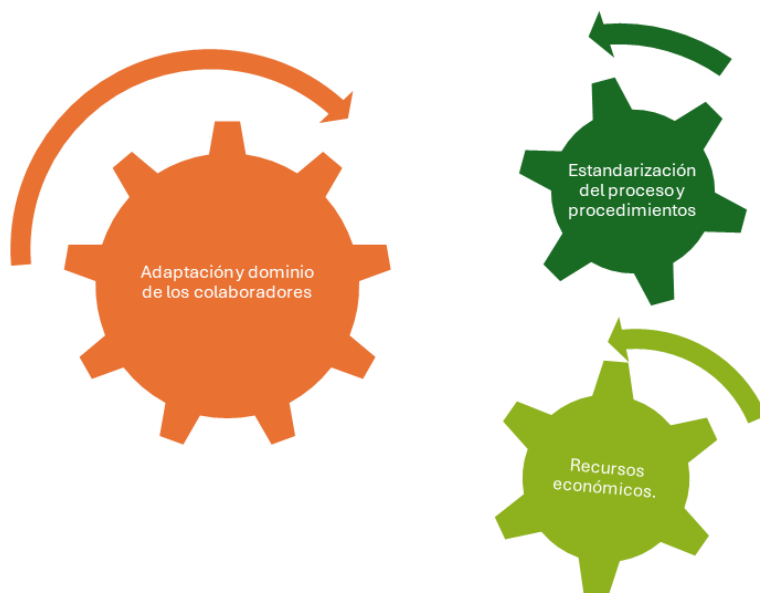 Adaptación y dominio
de los colaboradores
Estandarización
del proceso y
procedimientos
Recursos
económicos.